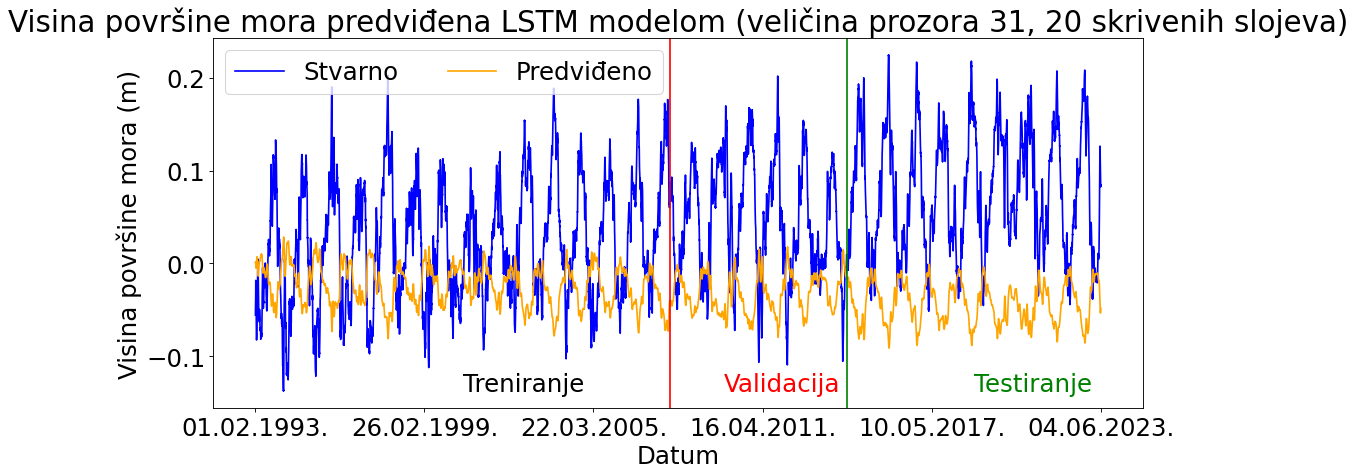 Visina površine mora predviđena LSTM modelom (veličina prozora 31, 20 skrivenih slojeva)
Stvarno
Predviđeno
Visina površine mora (m)
0.2
0.1
0.0
−0.1
Treniranje
Validacija
Testiranje
01.02.1993.
26.02.1999.
22.03.2005.
16.04.2011.
10.05.2017.
04.06.2023.
Datum